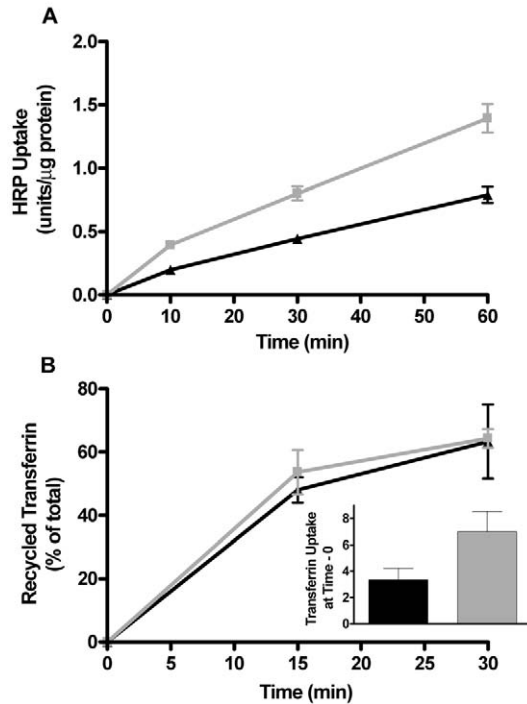 A
HRP Uptake
(units/μg protein)
2.0
1.5
1.0
0.5
0.0
0 10 20 30 40 50 60
Time (min)
B
Recycled Transferrin
(% of total)
80
60
40
20
0
Transferrin Uptake
at Time - 0
8
6
4
2
0
0 5 10 15 20 25 30
Time (min)